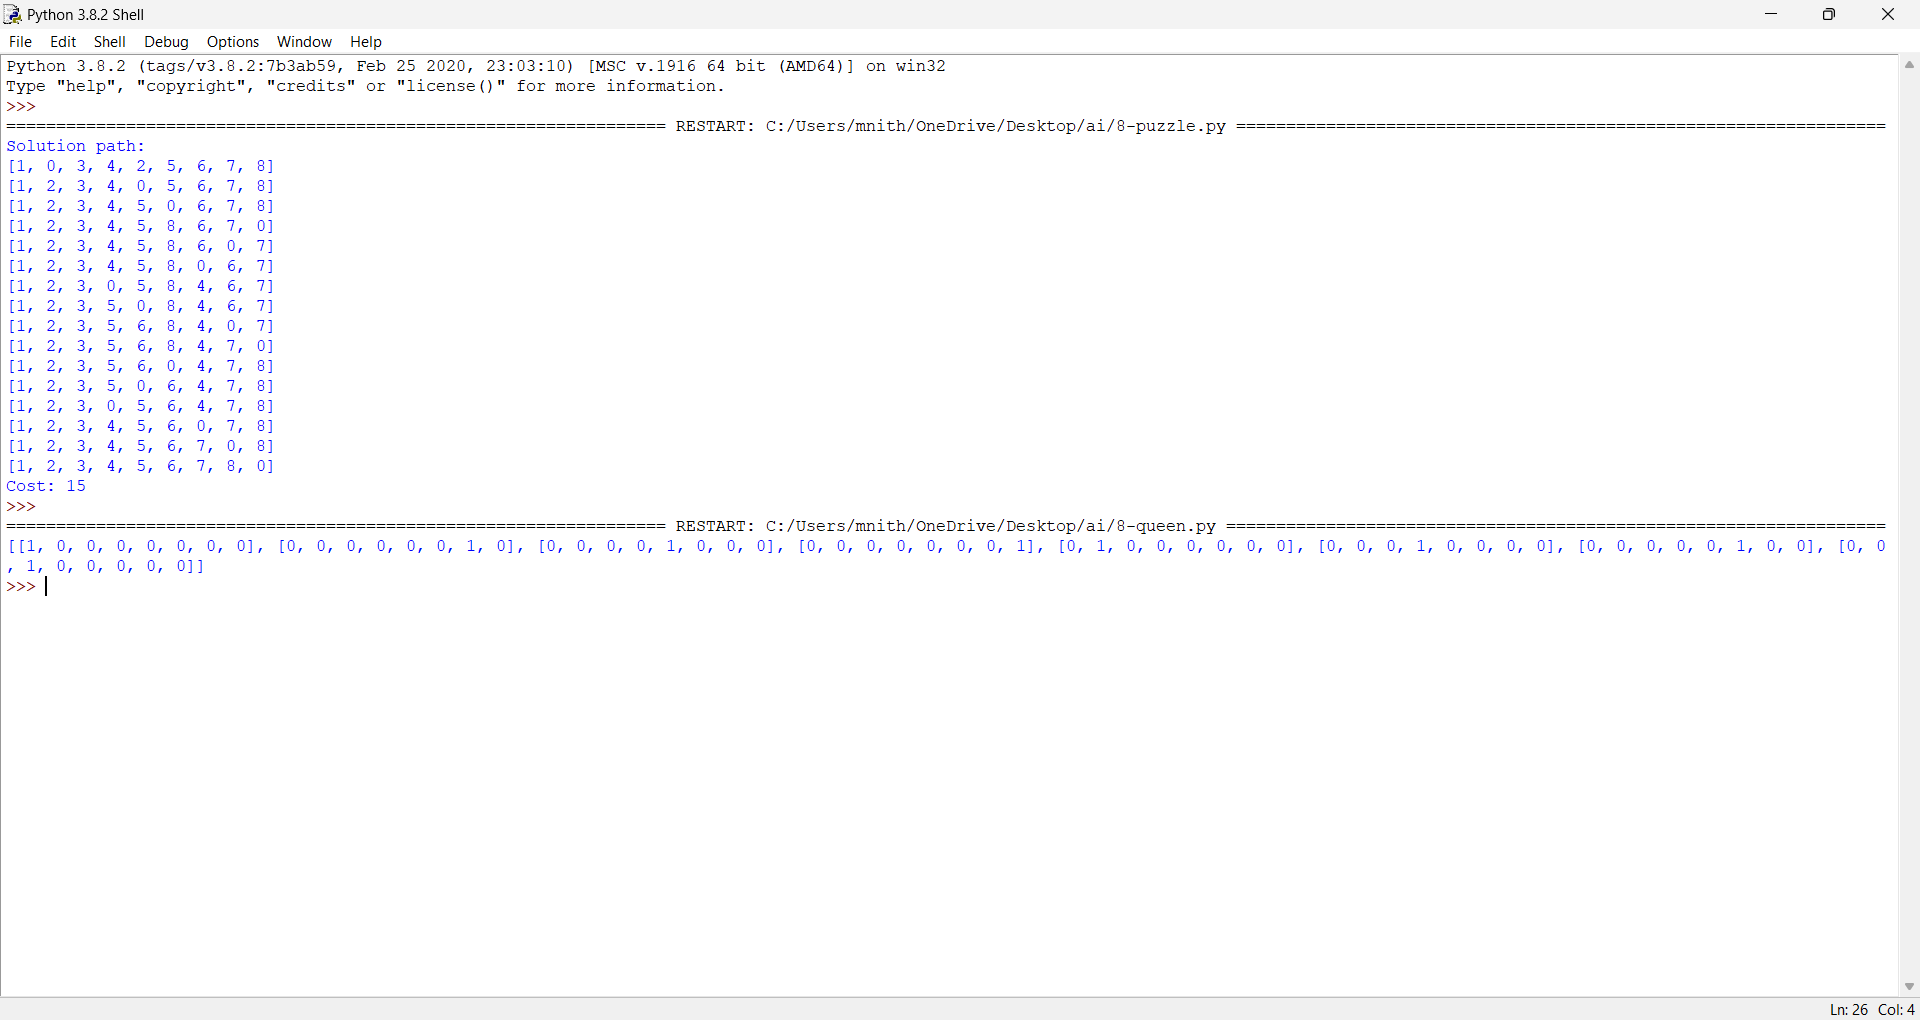 Python 3.8.2 Shell
File Edit Shell Debug Options Window Help
Python 3.8.2 (tags/v3.8.2:7b3ab59, Feb 25 2020, 23:03:10) [MSC v.1916 64 bit (AMD64)] on win32
Type "help", "copyright", "credits" or "license()" for more information.
>>>
================================================================== RESTART: C:/Users/mnith/OneDrive/Desktop/ai/8-puzzle.py =================================================================
Solution path:
[1, 0, 3, 4, 2, 5, 6, 7, 8]
[1, 2, 3, 4, 0, 5, 6, 7, 8]
[1, 2, 3, 4, 5, 0, 6, 7, 8]
[1, 2, 3, 4, 5, 8, 6, 7, 0]
[1, 2, 3, 4, 5, 8, 6, 0, 7]
[1, 2, 3, 4, 5, 8, 0, 6, 7]
[1, 2, 3, 0, 5, 8, 4, 6, 7]
[1, 2, 3, 5, 0, 8, 4, 6, 7]
[1, 2, 3, 5, 6, 8, 4, 0, 7]
[1, 2, 3, 5, 6, 8, 4, 7, 0]
[1, 2, 3, 5, 6, 0, 4, 7, 8]
[1, 2, 3, 5, 0, 6, 4, 7, 8]
[1, 2, 3, 0, 5, 6, 4, 7, 8]
[1, 2, 3, 4, 5, 6, 0, 7, 8]
[1, 2, 3, 4, 5, 6, 7, 0, 8]
[1, 2, 3, 4, 5, 6, 7, 8, 0]
Cost: 15
>>>
================================================================== RESTART: C:/Users/mnith/OneDrive/Desktop/ai/8-queen.py ==================================================================
[[1, 0, 0, 0, 0, 0, 0, 0], [0, 0, 0, 0, 0, 0, 1, 0], [0, 0, 0, 0, 1, 0, 0, 0], [0, 0, 0, 0, 0, 0, 0, 1], [0, 1, 0, 0, 0, 0, 0, 0], [0, 0, 0, 1, 0, 0, 0, 0], [0, 0, 0, 0, 0, 1, 0, 0], [0, 0
, 1, 0, 0, 0, 0, 0]]
>>>
Ln: 26 Col: 4